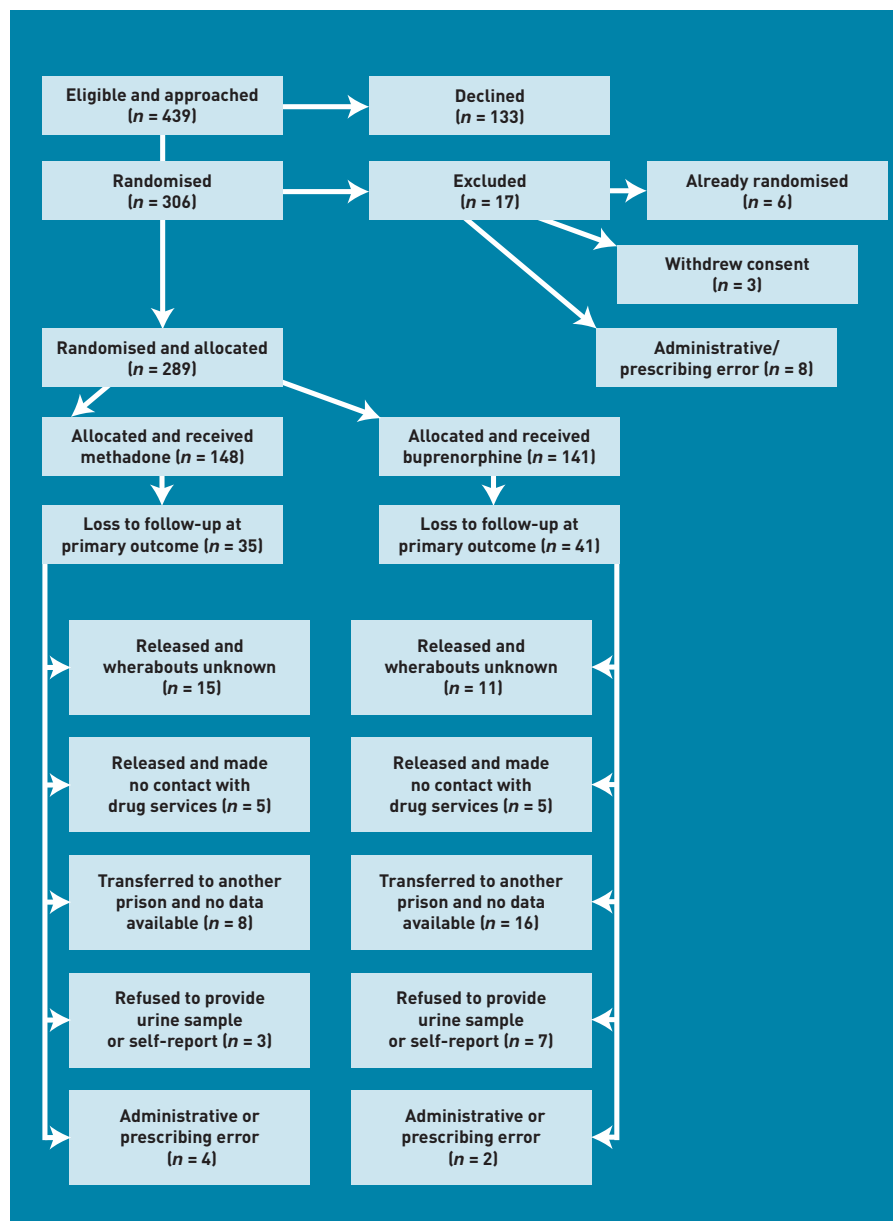 Eligible and approached
(n = 439)
Declined
(n = 133)
Randomised
(n = 306)
Excluded
(n = 17)
Already randomised
(n = 6)
Withdrew consent
(n = 3)
Administrative/
prescribing error (n = 8)
Randomised and allocated
(n = 289)
Allocated and received
methadone (n = 148)
Allocated and received
buprenorphine (n = 141)
Loss to follow-up at
primary outcome (n = 35)
Loss to follow-up at
primary outcome (n = 41)
Released and
wherabouts unknown
(n = 15)
Released and
wherabouts unknown
(n = 11)
Released and made
no contact with
drug services (n = 5)
Released and made
no contact with
drug services (n = 5)
Transferred to another
prison and no data
available (n = 8)
Transferred to another
prison and no data
available (n = 16)
Refused to provide
urine sample
or self-report (n = 3)
Refused to provide
urine sample
or self-report (n = 7)
Administrative or
prescribing error
(n = 4)
Administrative or
prescribing error
(n = 2)